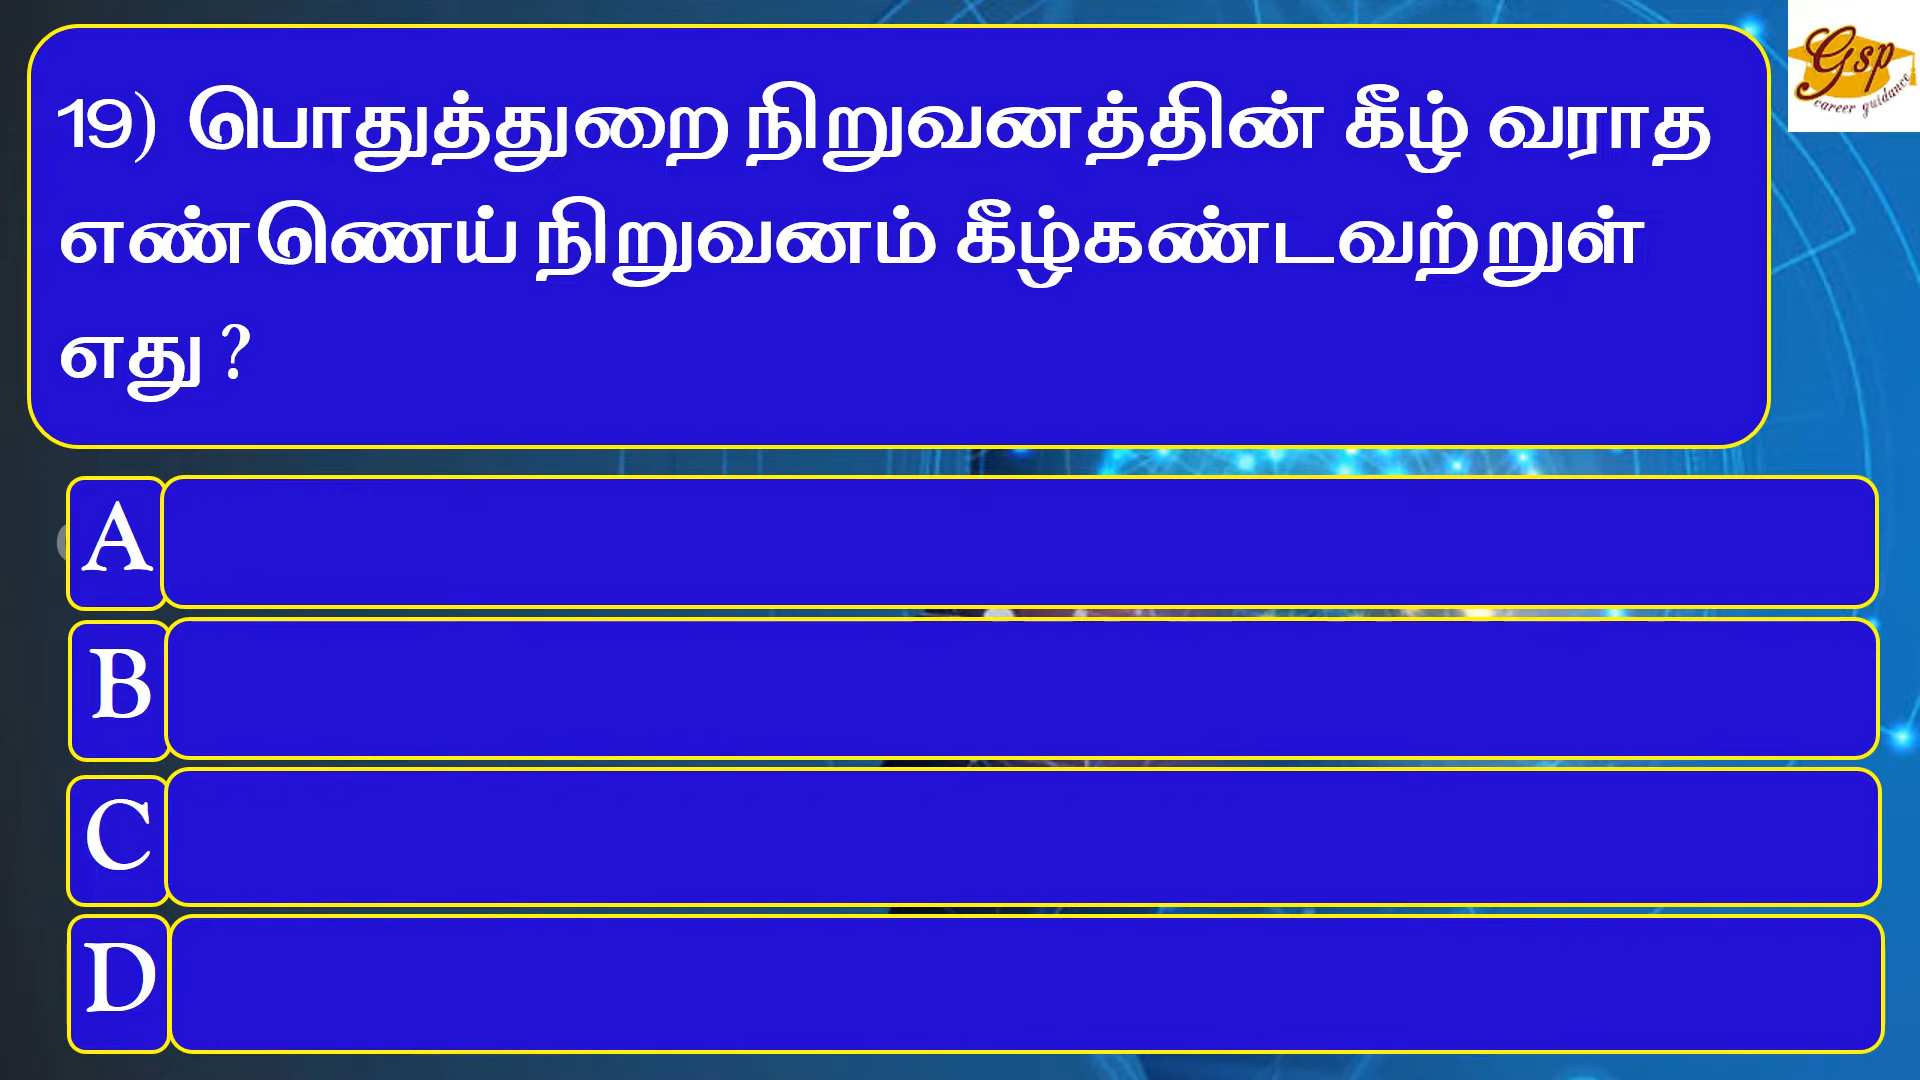 19) பொதுத்துறை நிறுவனத்தின் கீழ் வராத
எண்ணெய் நிறுவனம் கீழ்கண்டவற்றுள்
எது ?
Gsp
career guidance
A
B
C
D